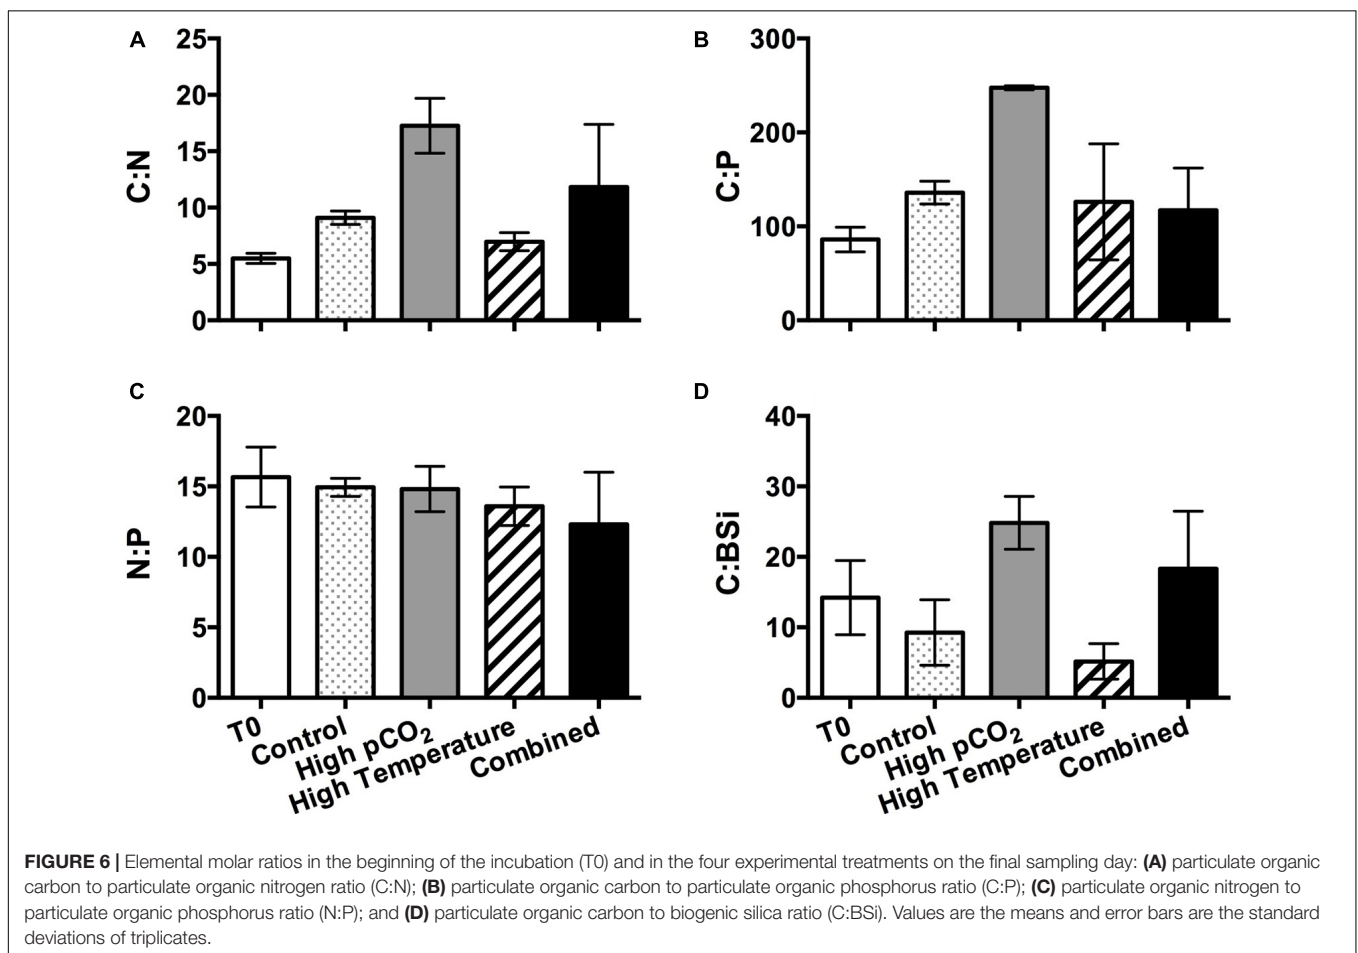 A
25
20
15
10
5
0
C:N
B
300
200
100
0
C:P
C
20
15
10
5
0
N:P
T0
Control
High pCO₂
High Temperature
Combined
D
40
30
20
10
0
C:BSi
T0
Control
High pCO₂
High Temperature
Combined
FIGURE 6 | Elemental molar ratios in the beginning of the incubation (T0) and in the four experimental treatments on the final sampling day: (A) particulate organic
carbon to particulate organic nitrogen ratio (C:N); (B) particulate organic carbon to particulate organic phosphorus ratio (C:P); (C) particulate organic nitrogen to
particulate organic phosphorus ratio (N:P); and (D) particulate organic carbon to biogenic silica ratio (C:BSi). Values are the means and error bars are the standard
deviations of triplicates.